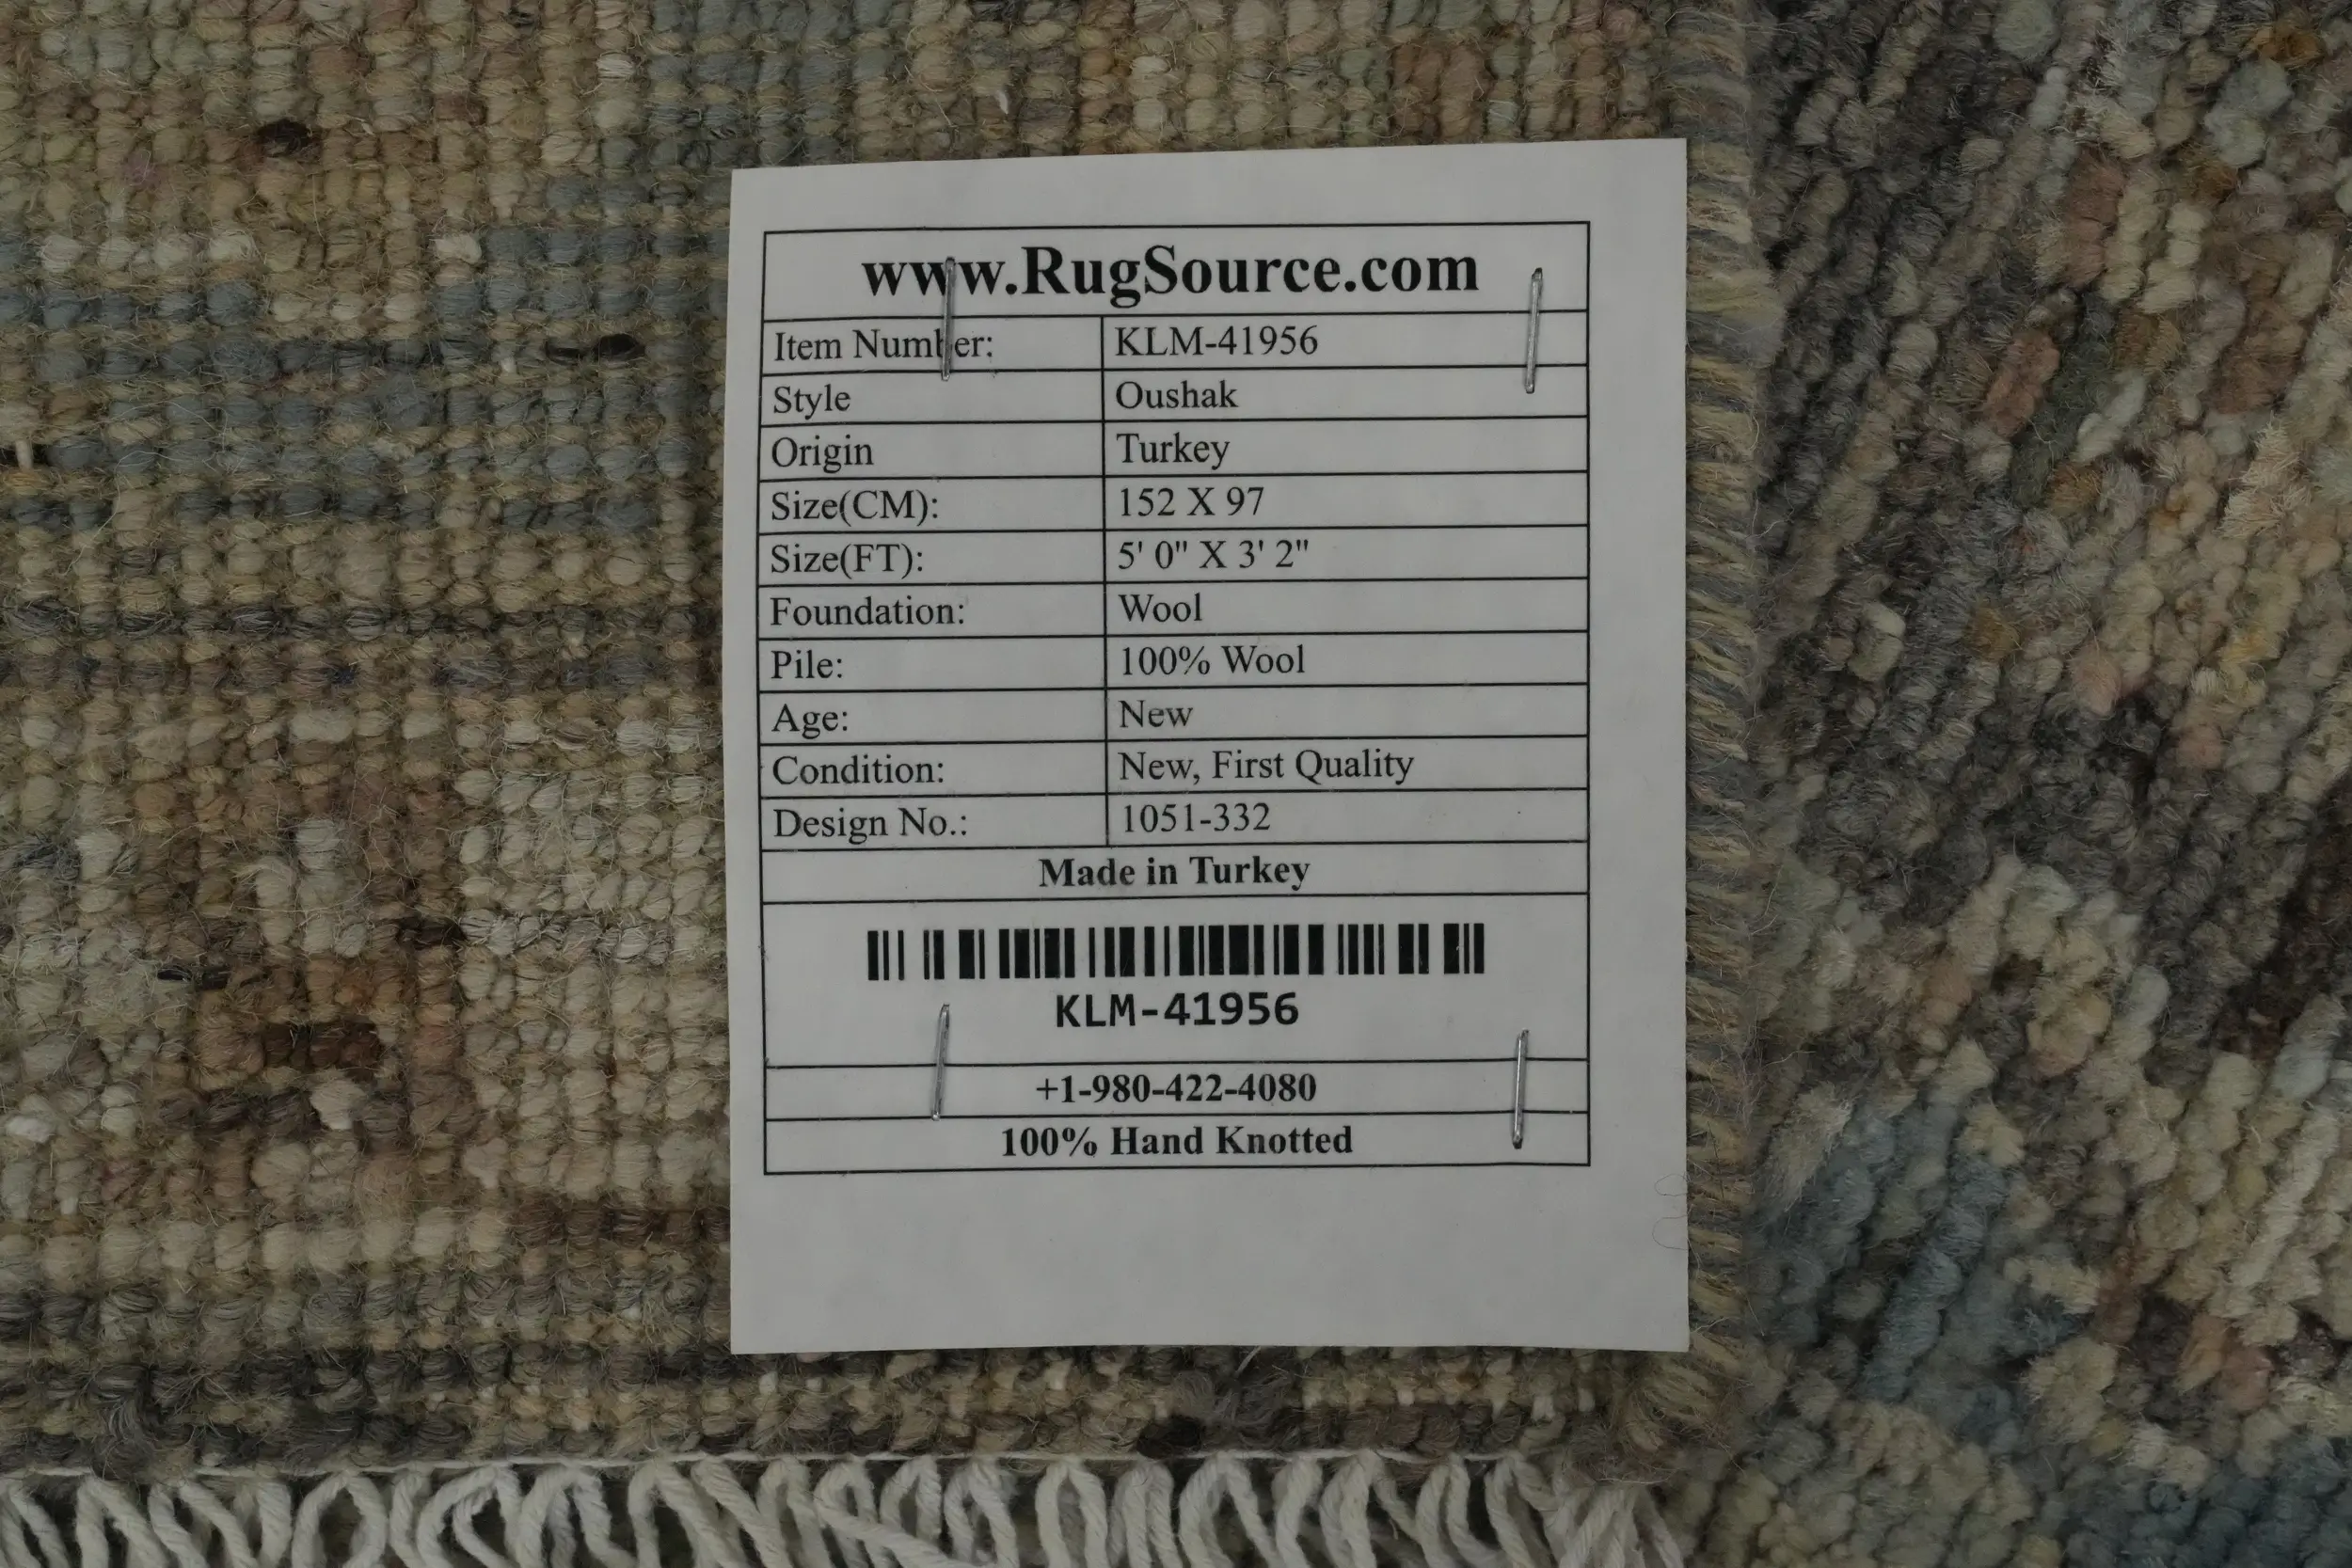 www.RugSource.com
Item Number: KLM-41956
Style Oushak
Origin Turkey
Size(CM): 152 X 97
Size(FT): 5' 0" X 3' 2"
Foundation: Wool
Pile: 100% Wool
Age: New
Condition: New, First Quality
Design No.: 1051-332
Made in Turkey
KLM-41956
+1-980-422-4080
100% Hand Knotted